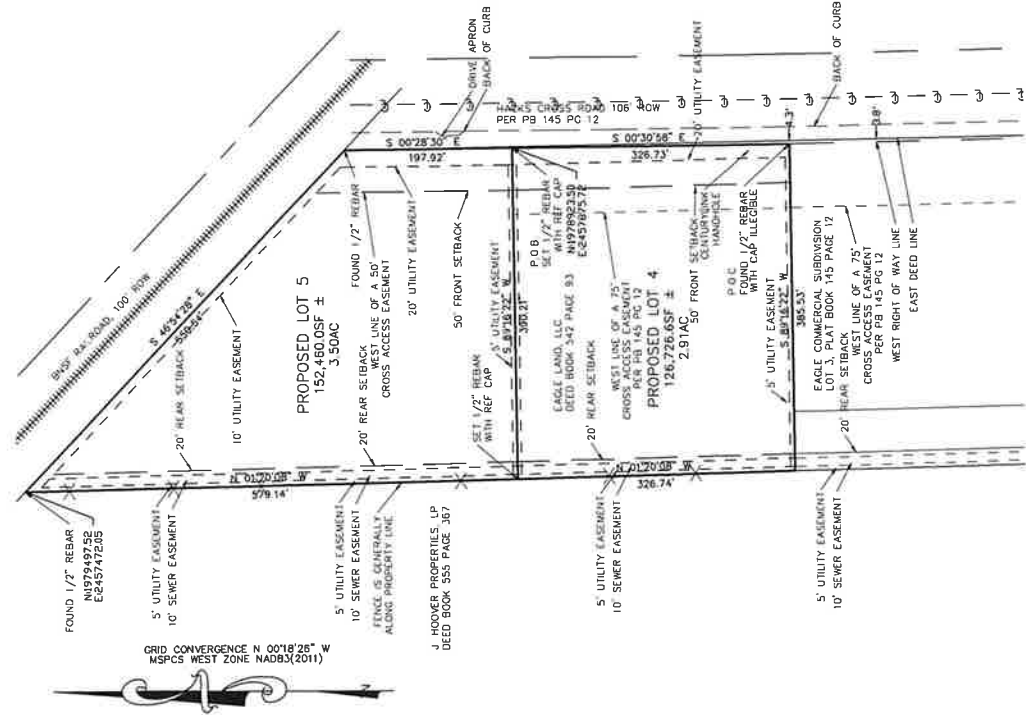 DRIVE APRON
BACK OF CURB
BACK OF CURB
HACKS CROSS ROAD 106' ROW
PER PB 145 PG 12
20' UTILITY EASEMENT
S 00°28'30" E
197.92'
S 00°30'58" E
326.73'
4.3'
3.8'
BNSF RAILROAD, 100' ROW
S 46°54'28" E
550.54'
FOUND 1/2" REBAR
20' UTILITY EASEMENT
WEST LINE OF A 50'
CROSS ACCESS EASEMENT
50' FRONT SETBACK
10' UTILITY EASEMENT
20' REAR SETBACK
PROPOSED LOT 5
152,460.0SF ±
3.50AC
20' REAR SETBACK
SET 1/2" REBAR
WITH REF CAP
5' UTILITY EASEMENT
S 89°16'22" W
390.21'
P.O.B
SET 1/2" REBAR
WITH REF CAP
N:1978923.50
E:2457875.72
EAGLE LAND, LLC
DEED BOOK 542 PAGE 93
20' REAR SETBACK
WEST LINE OF A 75'
CROSS ACCESS EASEMENT
PER PB 145 PG 12
PROPOSED LOT 4
126,726.6SF ±
2.91AC
50' FRONT SETBACK
CENTURYLINK
HANDHOLE
P.O.C
FOUND 1/2" REBAR
WITH CAP ILLEGIBLE
S 89°16'22" W
385.53'
5' UTILITY EASEMENT
EAGLE COMMERCIAL SUBDIVISION
LOT 3, PLAT BOOK 145 PAGE 12
20' REAR SETBACK
WEST LINE OF A 75'
CROSS ACCESS EASEMENT
PER PB 145 PG 12
WEST RIGHT OF WAY LINE
EAST DEED LINE
N 01°20'08" W
579.14'
N 01°20'08" W
326.74'
FOUND 1/2" REBAR
N:1979497.52
E:2457472.05
5' UTILITY EASEMENT
10' SEWER EASEMENT
5' UTILITY EASEMENT
10' SEWER EASEMENT
FENCE IS GENERALLY
ALONG PROPERTY LINE
J HOOVER PROPERTIES, LP
DEED BOOK 555 PAGE 367
5' UTILITY EASEMENT
10' SEWER EASEMENT
5' UTILITY EASEMENT
10' SEWER EASEMENT
GRID CONVERGENCE N 00°18'26" W
MSPCS WEST ZONE NAD83(2011)